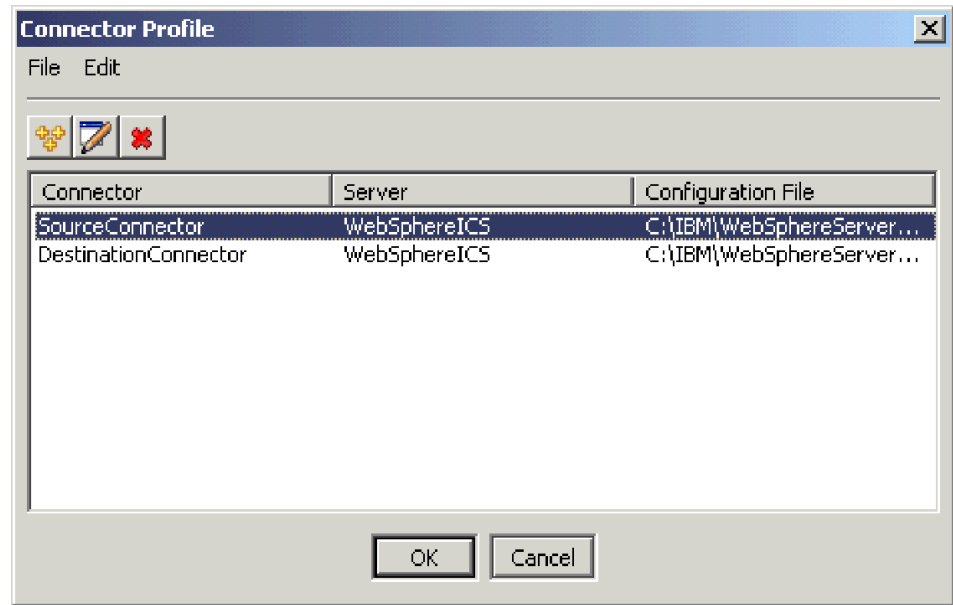 Connector Profile
File Edit
Connector Server Configuration File
SourceConnector WebSphereICS C:\IBM\WebSphereServer...
DestinationConnector WebSphereICS C:\IBM\WebSphereServer...
OK Cancel